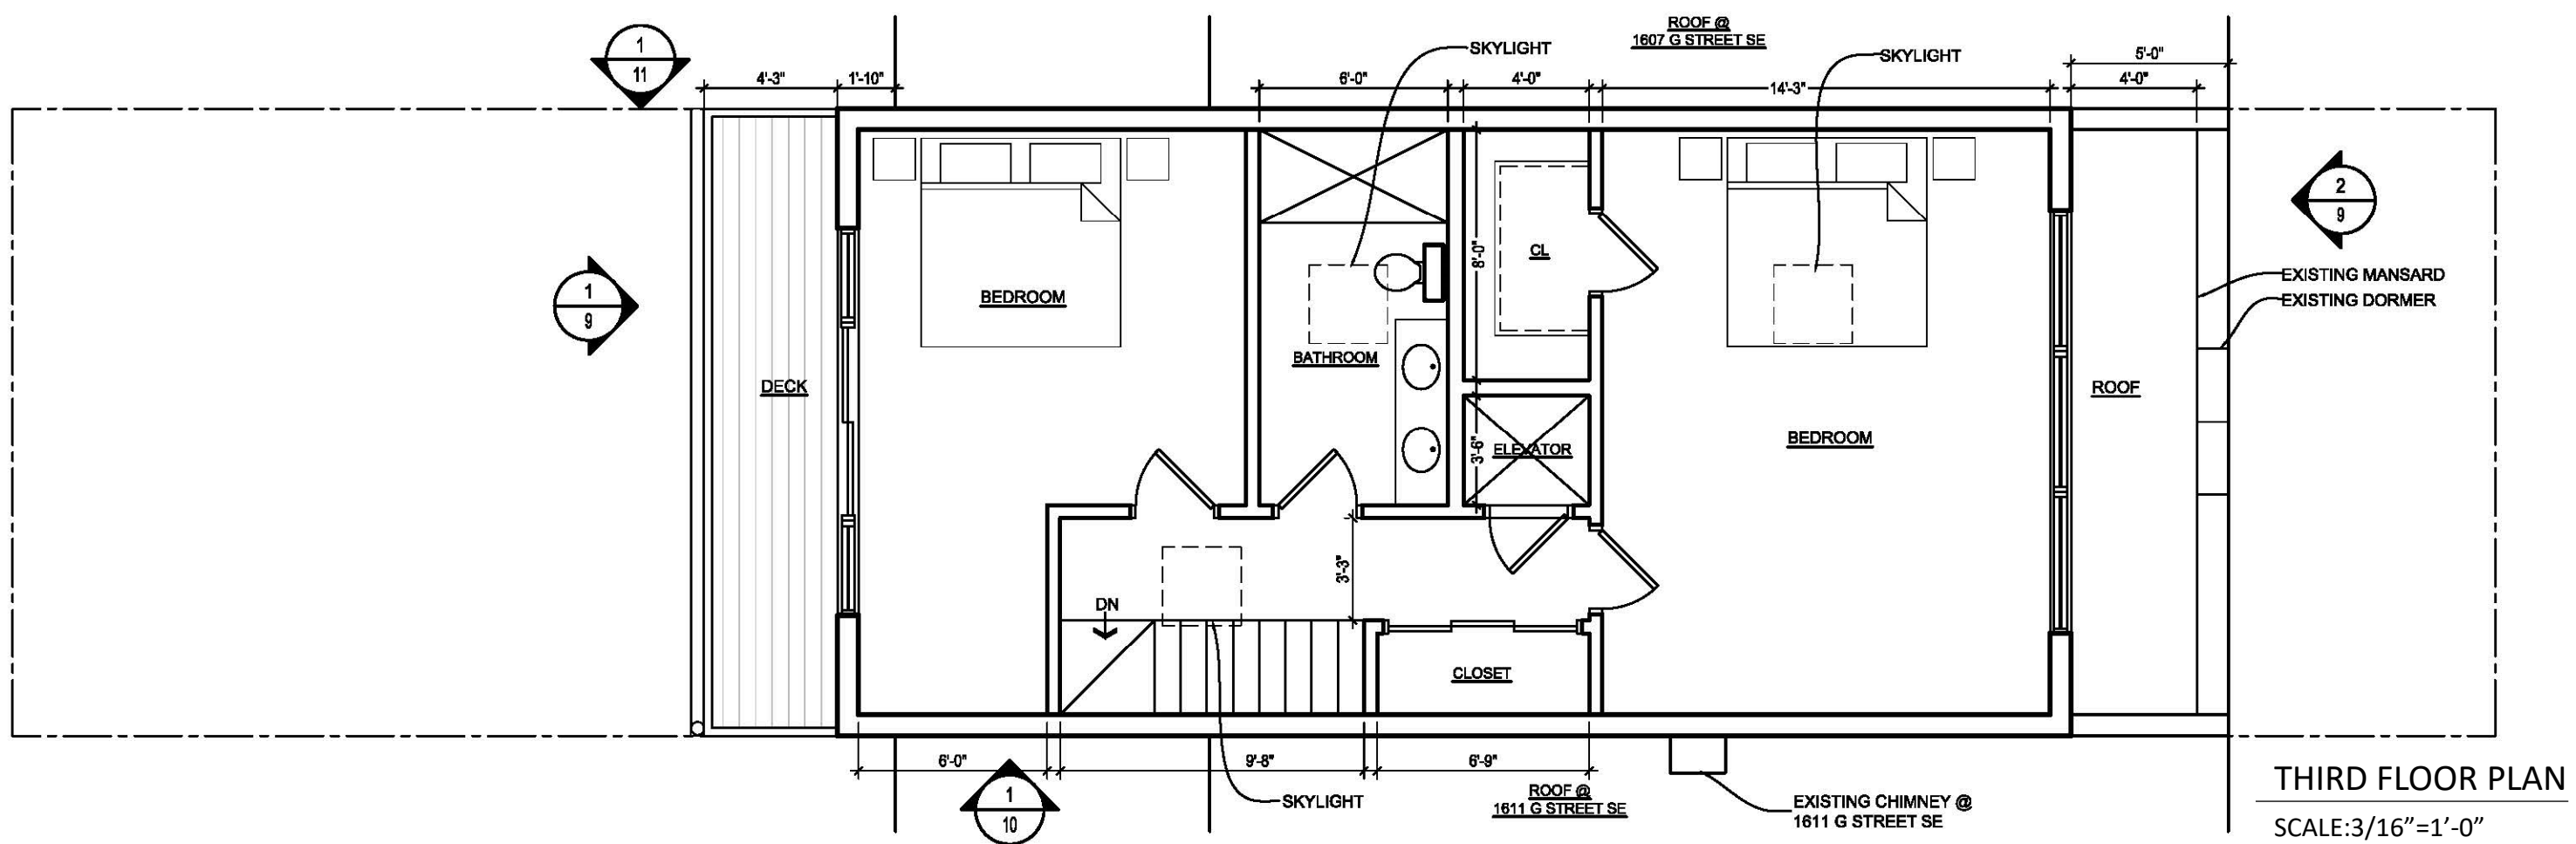 ROOF @
1607 G STREET SE
SKYLIGHT
SKYLIGHT
1
11
4'-3"
1'-10"
6'-0"
4'-0"
14'-3"
5'-0"
4'-0"
2
9
CL
8'-0"
EXISTING MANSARD
EXISTING DORMER
1
9
BEDROOM
BATHROOM
DECK
ROOF
BEDROOM
3'-6"
ELEVATOR
3'-3"
DN
CLOSET
6'-0"
9'-8"
6'-9"
1
10
SKYLIGHT
ROOF @
1611 G STREET SE
EXISTING CHIMNEY @
1611 G STREET SE
THIRD FLOOR PLAN
SCALE:3/16”=1’-0”